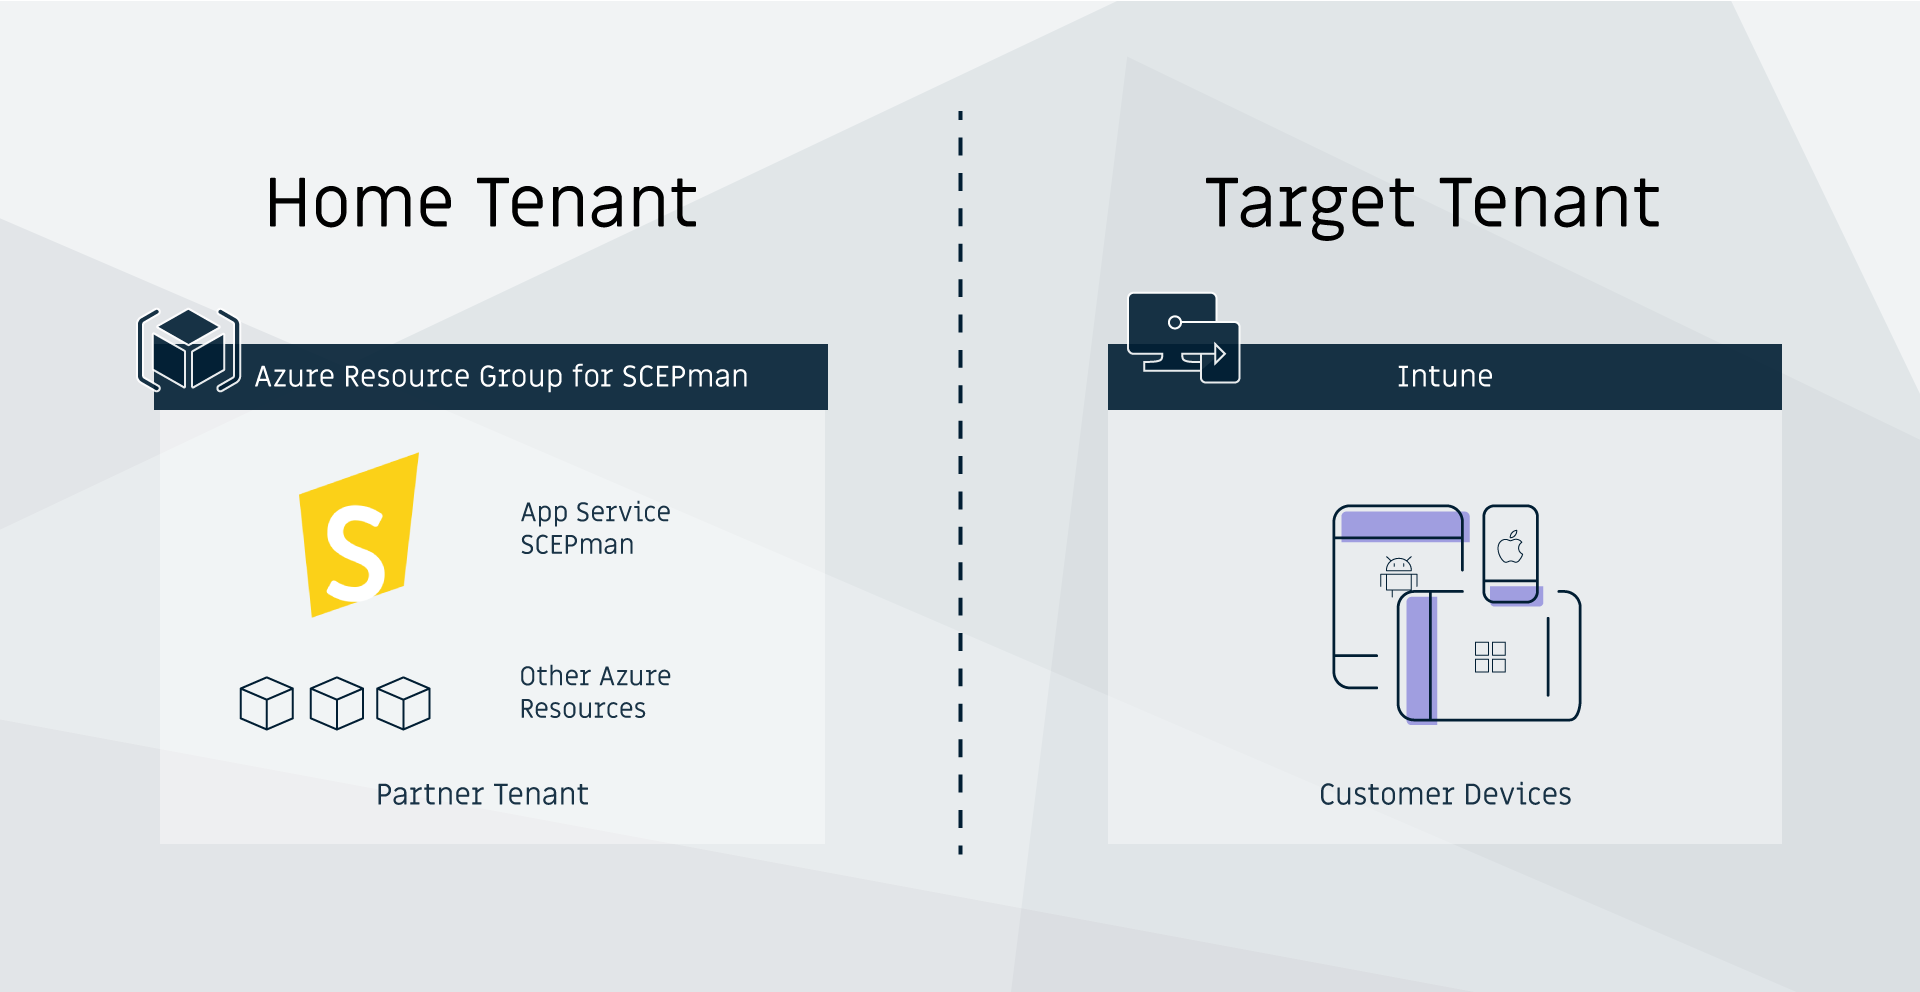 Home Tenant
Azure Resource Group for SCEPman
S
App Service
SCEPman
Other Azure
Resources
Partner Tenant
Target Tenant
Intune
Customer Devices